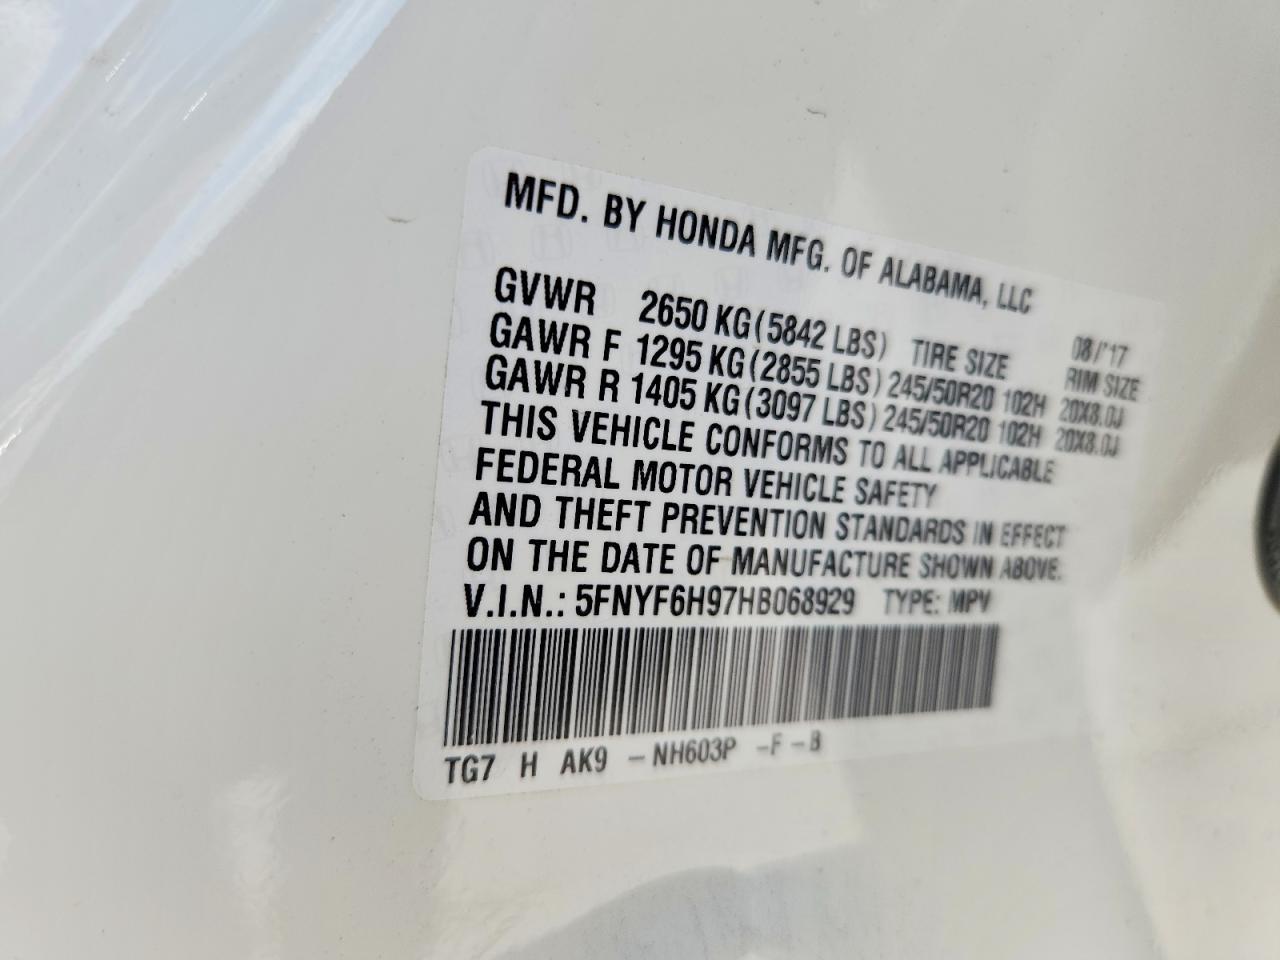 MFD. BY HONDA MFG. OF ALABAMA, LLC
08/'17
GVWR 2650 KG(5842 LBS) TIRE SIZE RIM SIZE
GAWR F 1295 KG(2855 LBS) 245/50R20 102H 20X8.0J
GAWR R 1405 KG(3097 LBS) 245/50R20 102H 20X8.0J
THIS VEHICLE CONFORMS TO ALL APPLICABLE
FEDERAL MOTOR VEHICLE SAFETY
AND THEFT PREVENTION STANDARDS IN EFFECT
ON THE DATE OF MANUFACTURE SHOWN ABOVE.
V.I.N.: 5FNYF6H97HB068929 TYPE: MPV
TG7 H AK9 -NH603P -F-B